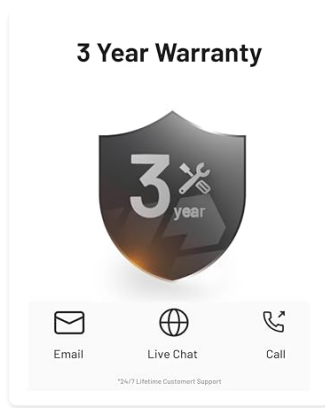 3 Year Warranty
3
year
Email
Live Chat
Call
*24/7 Lifetime Customert Support